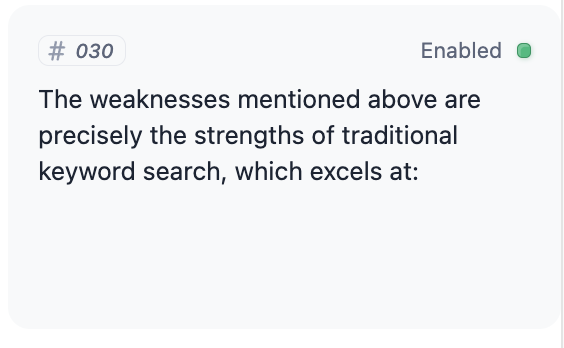 # 030
Enabled
The weaknesses mentioned above are
precisely the strengths of traditional
keyword search, which excels at: